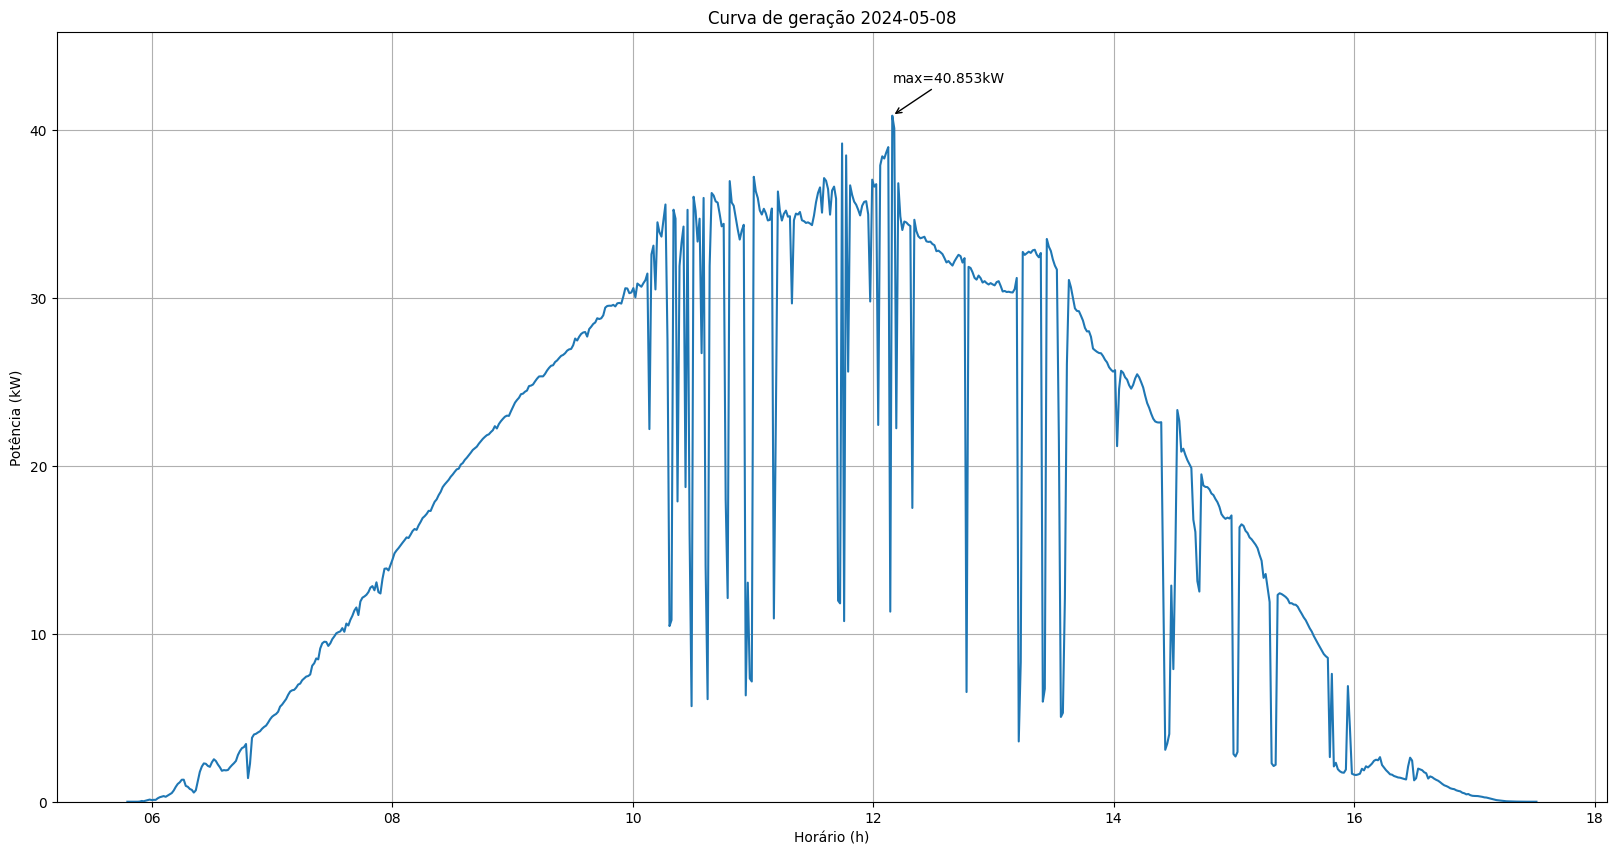 Curva de geração 2024-05-08
max=40.853kW
Potência (kW)
40
30
20
10
0
06 08 10 12 14 16 18
Horário (h)